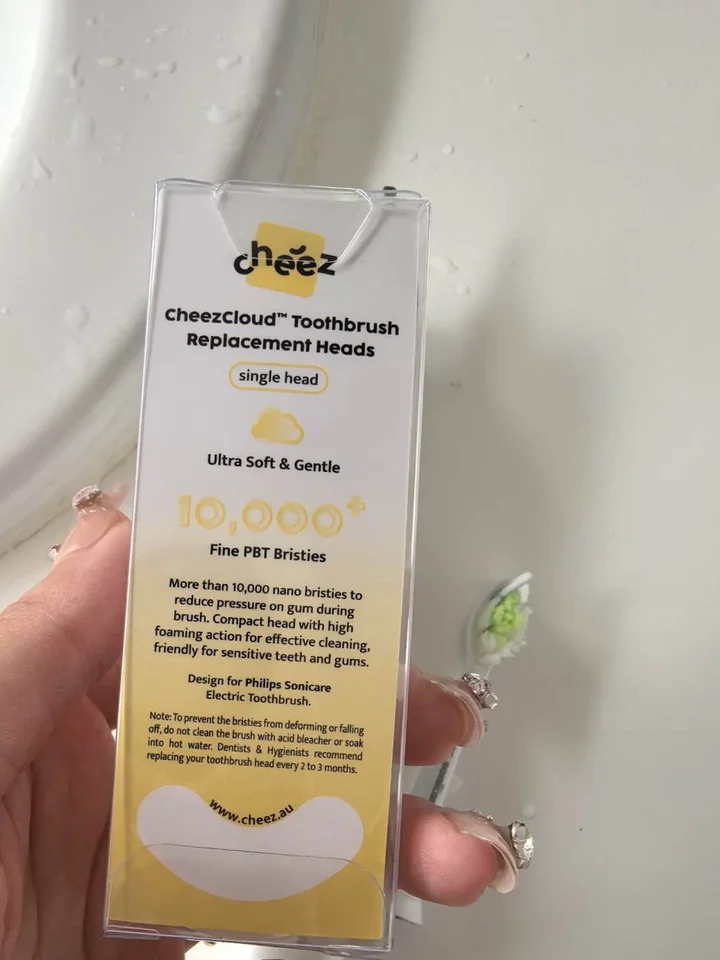 cheez
CheezCloud™ Toothbrush
Replacement Heads
single head
Ultra Soft & Gentle
10,000+
Fine PBT Bristies
More than 10,000 nano bristies to
reduce pressure on gum during
brush. Compact head with high
foaming action for effective cleaning,
friendly for sensitive teeth and gums.
Design for Philips Sonicare
Electric Toothbrush.
Note: To prevent the bristies from deforming or falling
off, do not clean the brush with acid bleacher or soak
into hot water. Dentists & Hygienists recommend
replacing your toothbrush head every 2 to 3 months.
www.cheez.au